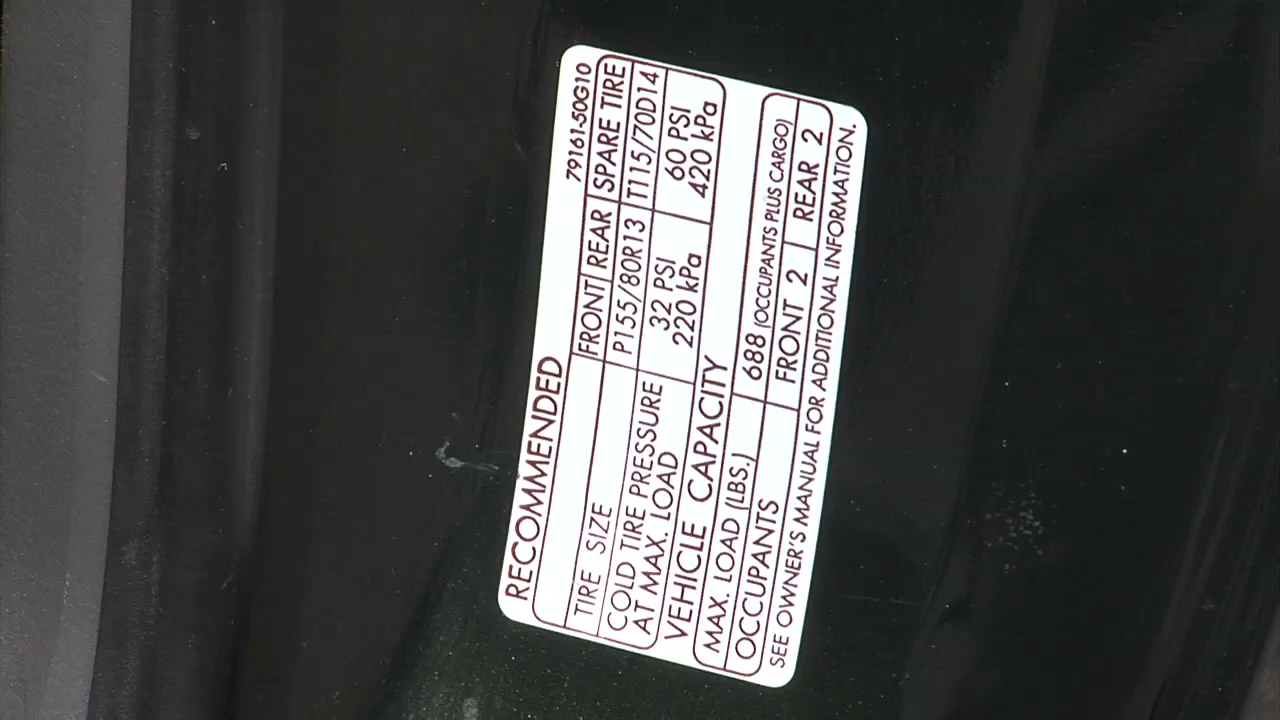 79161-50G10
RECOMMENDED
FRONT REAR SPARE TIRE
TIRE SIZE P155/80R13 T115/70D14
COLD TIRE PRESSURE 32 PSI 60 PSI
AT MAX. LOAD 220 kPa 420 kPa
VEHICLE CAPACITY
MAX. LOAD (LBS.) 688 (OCCUPANTS PLUS CARGO)
OCCUPANTS FRONT 2 REAR 2
SEE OWNER'S MANUAL FOR ADDITIONAL INFORMATION.